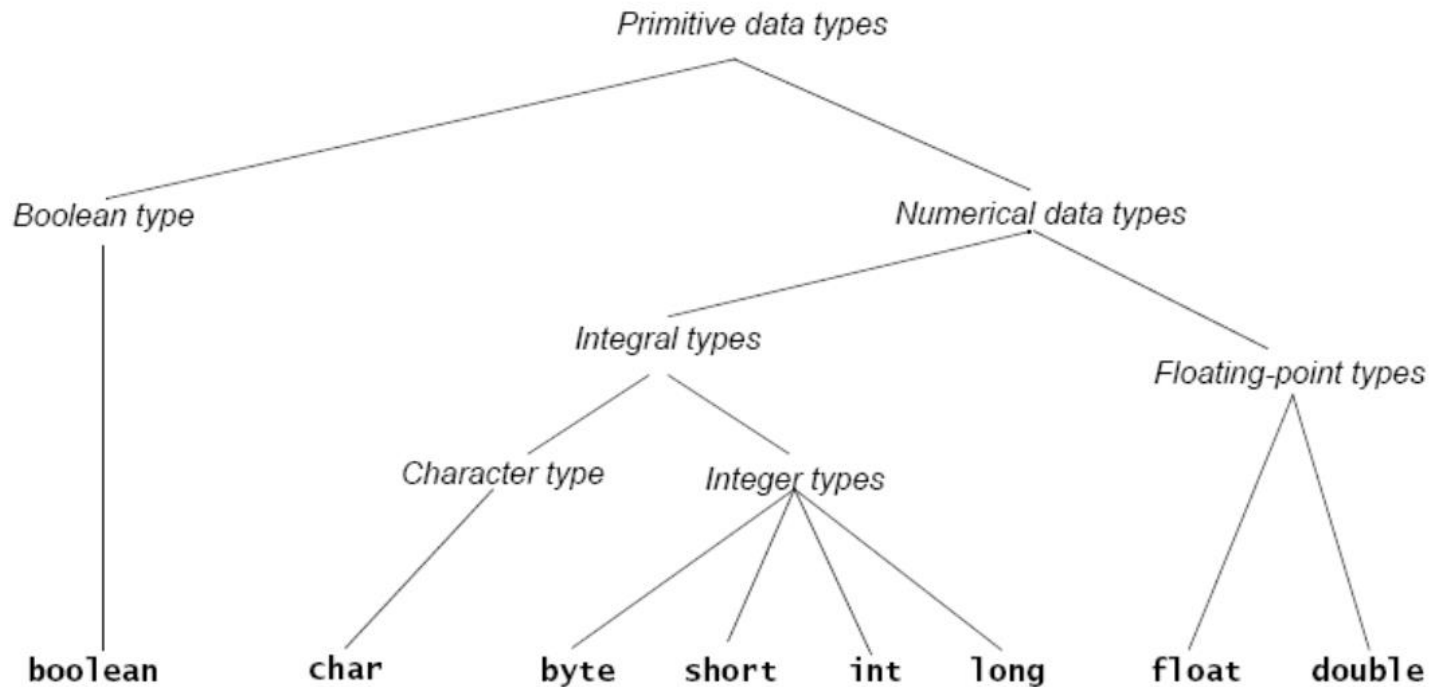 Primitive data types
Boolean type
Numerical data types
Integral types
Floating-point types
Character type
Integer types
boolean
char
byte
short
int
long
float
double